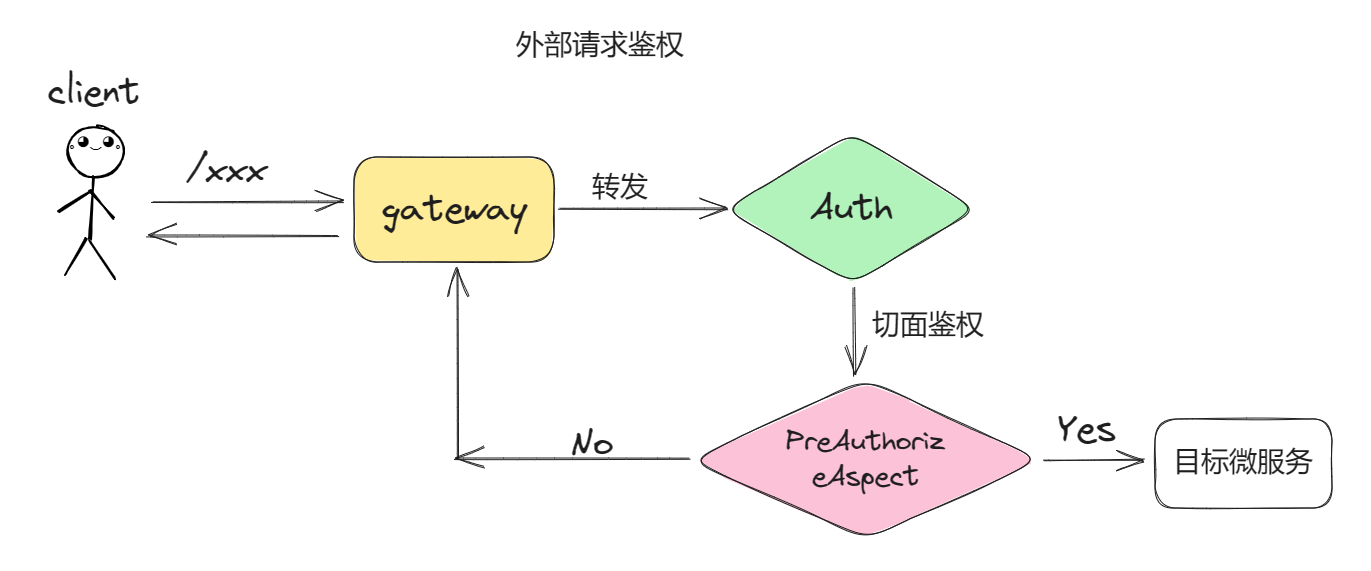 外部请求鉴权
client
/xxx
gateway
转发
Auth
切面鉴权
PreAuthoriz
eAspect
No
Yes
目标微服务